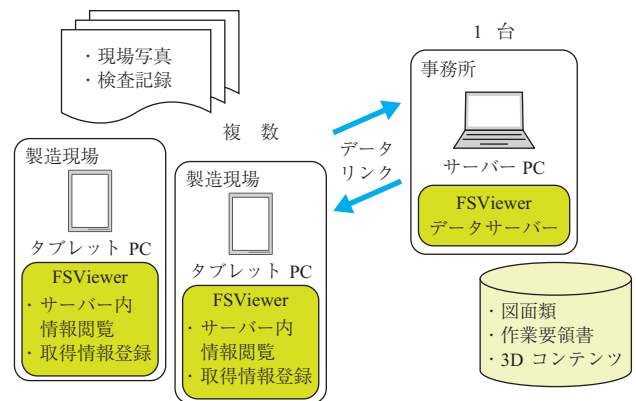 ・現場写真
・検査記録
複 数
製造現場
タブレット PC
FSViewer
・サーバー内
情報閲覧
・取得情報登録
製造現場
タブレット PC
FSViewer
・サーバー内
情報閲覧
・取得情報登録
データ
リンク
1 台
事務所
サーバー PC
FSViewer
データサーバー
・図面類
・作業要領書
・3D コンテンツ